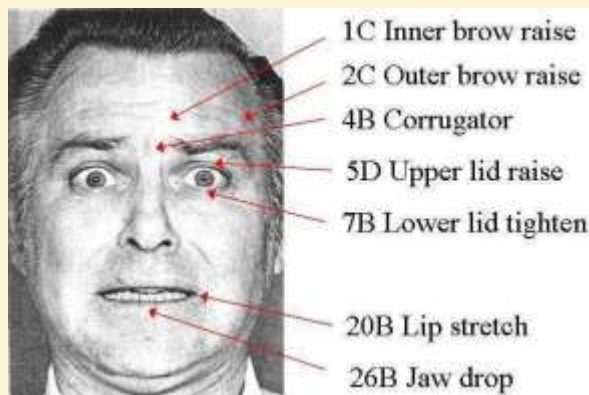 1C Inner brow raise
2C Outer brow raise
4B Corrugator
5D Upper lid raise
7B Lower lid tighten
20B Lip stretch
26B Jaw drop